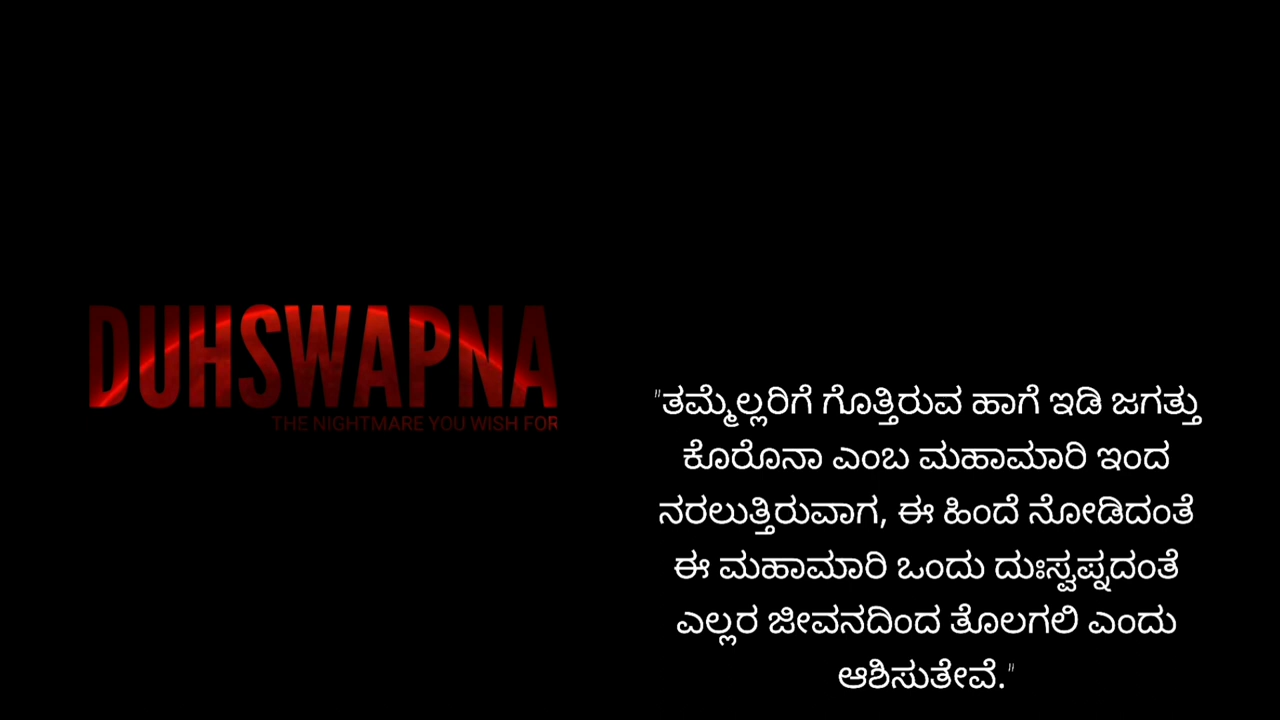 DUHSWAPNA
THE NIGHTMARE YOU WISH FOR
"ತಮ್ಮೆಲ್ಲರಿಗೆ ಗೊತ್ತಿರುವ ಹಾಗೆ ಇಡಿ ಜಗತ್ತು
ಕೊರೊನಾ ಎಂಬ ಮಹಾಮಾರಿ ಇಂದ
ನರಲುತ್ತಿರುವಾಗ, ಈ ಹಿಂದೆ ನೋಡಿದಂತೆ
ಈ ಮಹಾಮಾರಿ ಒಂದು ದುಃಸ್ವಪ್ನದಂತೆ
ಎಲ್ಲರ ಜೀವನದಿಂದ ತೊಲಗಲಿ ಎಂದು
ಆಶಿಸುತೇವೆ."